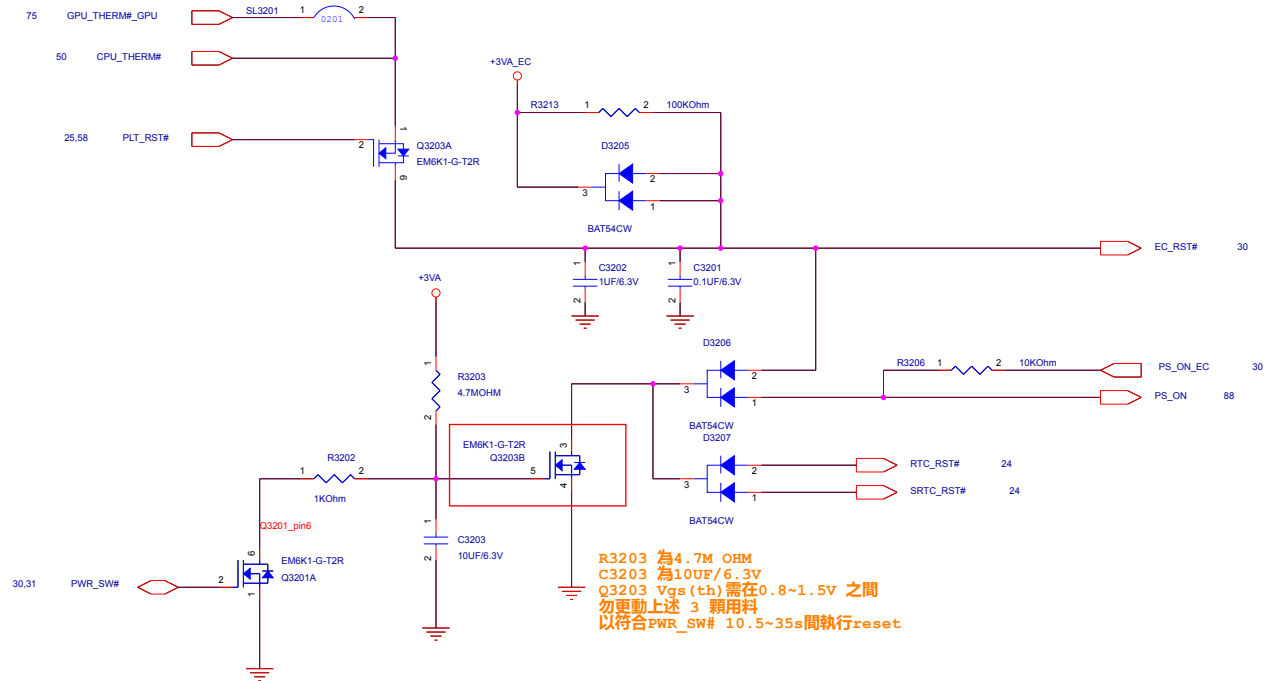 75 GPU_THERM#_GPU SL3201 1 0201 2
50 CPU_THERM#
25,58 PLT_RST# 2 1 6
Q3203A
EM6K1-G-T2R
+3VA_EC
R3213 1 2 100KOhm
D3205
3 2 1
BAT54CW
EC_RST# 30
1 2 C3202
1UF/6.3V
1 2 C3201
0.1UF/6.3V
+3VA
1 2 R3203
4.7MOHM
D3206
3 2 1
BAT54CW
R3206 1 2 10KOhm
PS_ON_EC 30
PS_ON 88
D3207
3 2 1
BAT54CW
RTC_RST# 24
SRTC_RST# 24
EM6K1-G-T2R
Q3203B
5 3 4
R3202
1 2
1KOhm
Q3201_pin6
30,31 PWR_SW# 2 6 1
EM6K1-G-T2R
Q3201A
1 2 C3203
10UF/6.3V
R3203 為4.7M OHM
C3203 為10UF/6.3V
Q3203 Vgs(th)需在0.8~1.5V 之間
勿更動上述 3 顆用料
以符合PWR_SW# 10.5~35s間執行reset